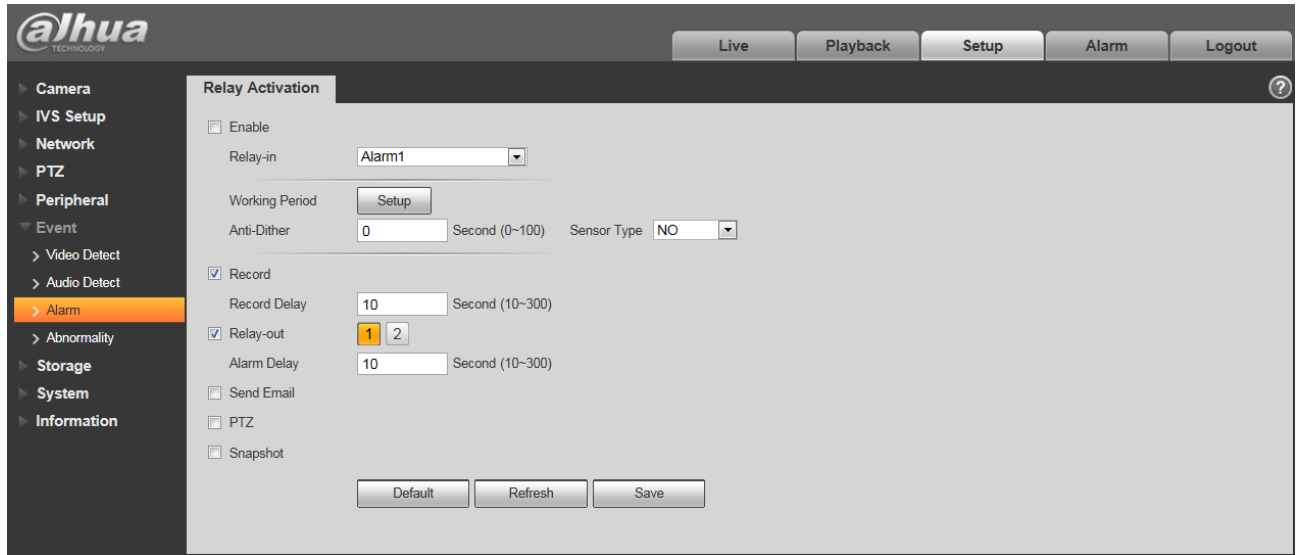 alhua
TECHNOLOGY
Live Playback Setup Alarm Logout
Camera
IVS Setup
Network
PTZ
Peripheral
Event
Video Detect
Audio Detect
Alarm
Abnormality
Storage
System
Information
Relay Activation
?
Enable
Relay-in Alarm1
Working Period Setup
Anti-Dither 0 Second (0~100) Sensor Type NO
Record
Record Delay 10 Second (10~300)
Relay-out 1 2
Alarm Delay 10 Second (10~300)
Send Email
PTZ
Snapshot
Default Refresh Save